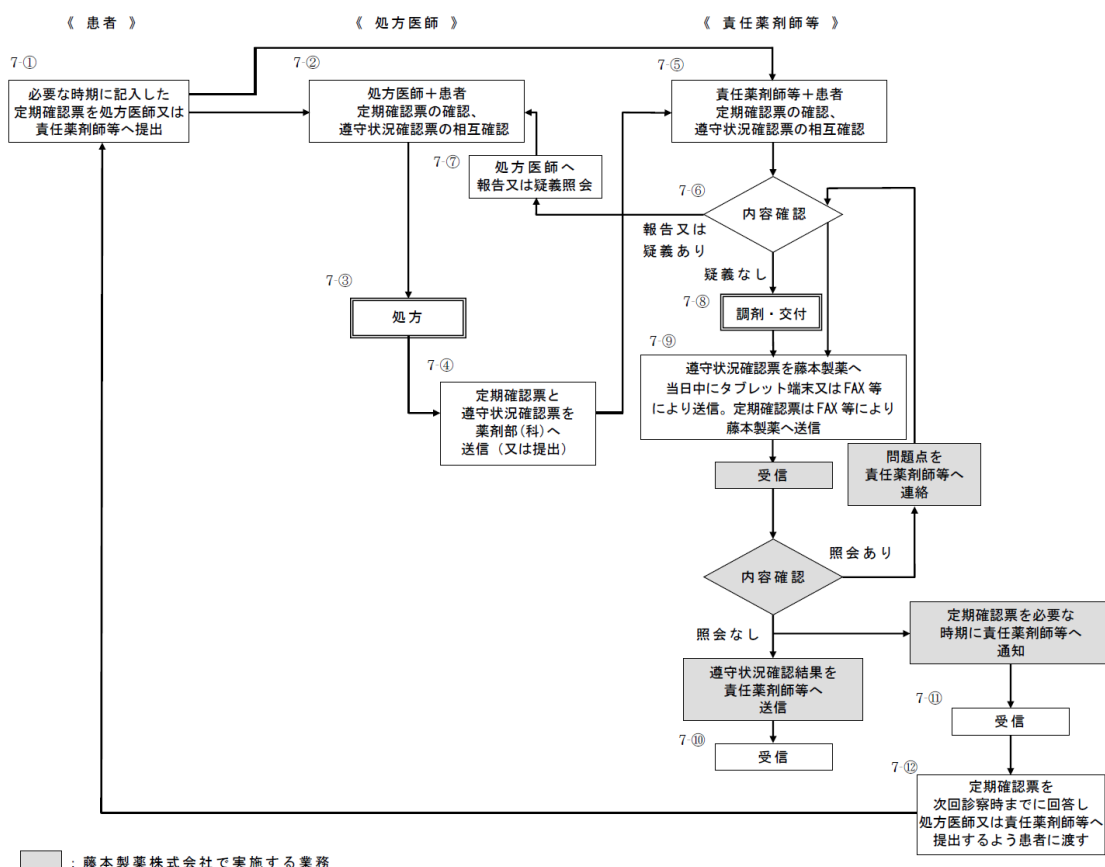 《 患者 》
《 処方医師 》
《 責任薬剤師等 》
7-①
必要な時期に記入した
定期確認票を処方医師又は
責任薬剤師等へ提出
7-②
処方医師+患者
定期確認票の確認、
遵守状況確認票の相互確認
7-⑤
責任薬剤師等+患者
定期確認票の確認、
遵守状況確認票の相互確認
7-⑦
処方医師へ
報告又は疑義照会
7-⑥
内容確認
報告又は
疑義あり
疑義なし
7-③
処方
7-⑧
調剤・交付
7-④
定期確認票と
遵守状況確認票を
薬剤部(科)へ
送信(又は提出)
7-⑨
遵守状況確認票を藤本製薬へ
当日中にタブレット端末又はFAX 等
により送信。定期確認票はFAX 等により
藤本製薬へ送信
受信
問題点を
責任薬剤師等へ
連絡
内容確認
照会あり
照会なし
定期確認票を必要な
時期に責任薬剤師等へ
通知
遵守状況確認結果を
責任薬剤師等へ
送信
7-⑪
受信
7-⑩
受信
7-⑫
定期確認票を
次回診察時までに回答し
処方医師又は責任薬剤師等へ
提出するよう患者に渡す
:藤本製薬株式会社で実施する業務